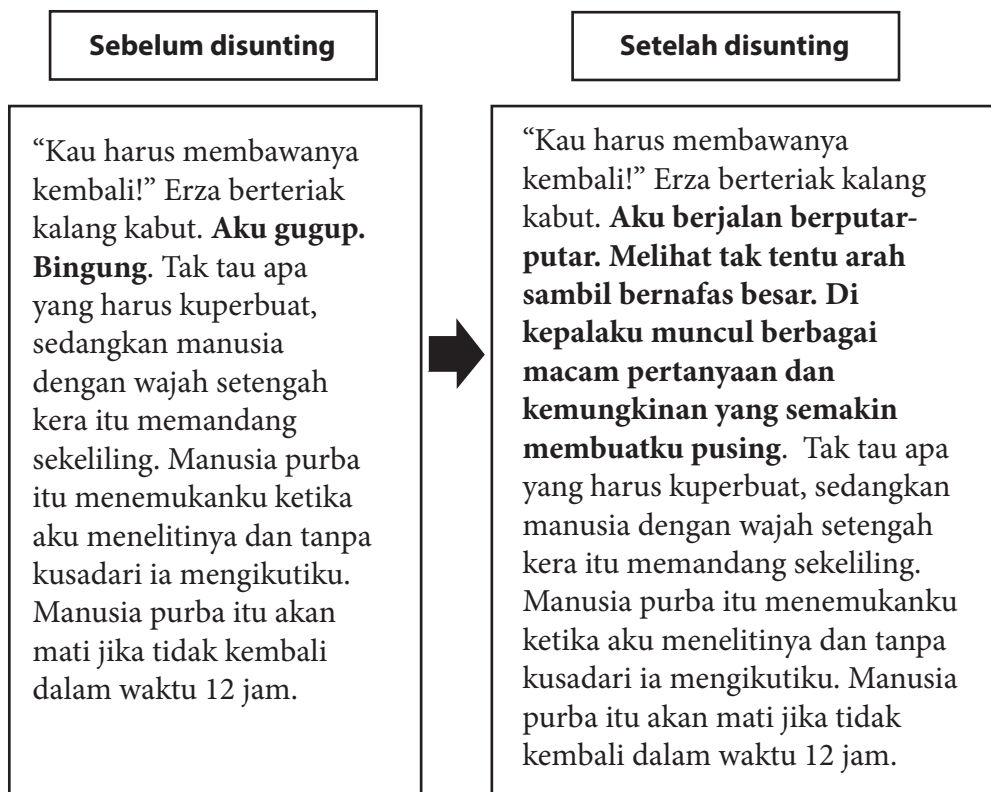 Sebelum disunting
“Kau harus membawanya
kembali!” Erza berteriak
kalang kabut. Aku gugup.
Bingung. Tak tau apa
yang harus kuperbuat,
sedangkan manusia
dengan wajah setengah
kera itu memandang
sekeliling. Manusia purba
itu menemukanku ketika
aku menelitinya dan tanpa
kusadari ia mengikutiku.
Manusia purba itu akan
mati jika tidak kembali
dalam waktu 12 jam.
Setelah disunting
“Kau harus membawanya
kembali!” Erza berteriak kalang
kabut. Aku berjalan berputar-
putar. Melihat tak tentu arah
sambil bernafas besar. Di
kepalaku muncul berbagai
macam pertanyaan dan
kemungkinan yang semakin
membuatku pusing. Tak tau apa
yang harus kuperbuat, sedangkan
manusia dengan wajah setengah
kera itu memandang sekeliling.
Manusia purba itu menemukanku
ketika aku menelitinya dan tanpa
kusadari ia mengikutiku. Manusia
purba itu akan mati jika tidak
kembali dalam waktu 12 jam.